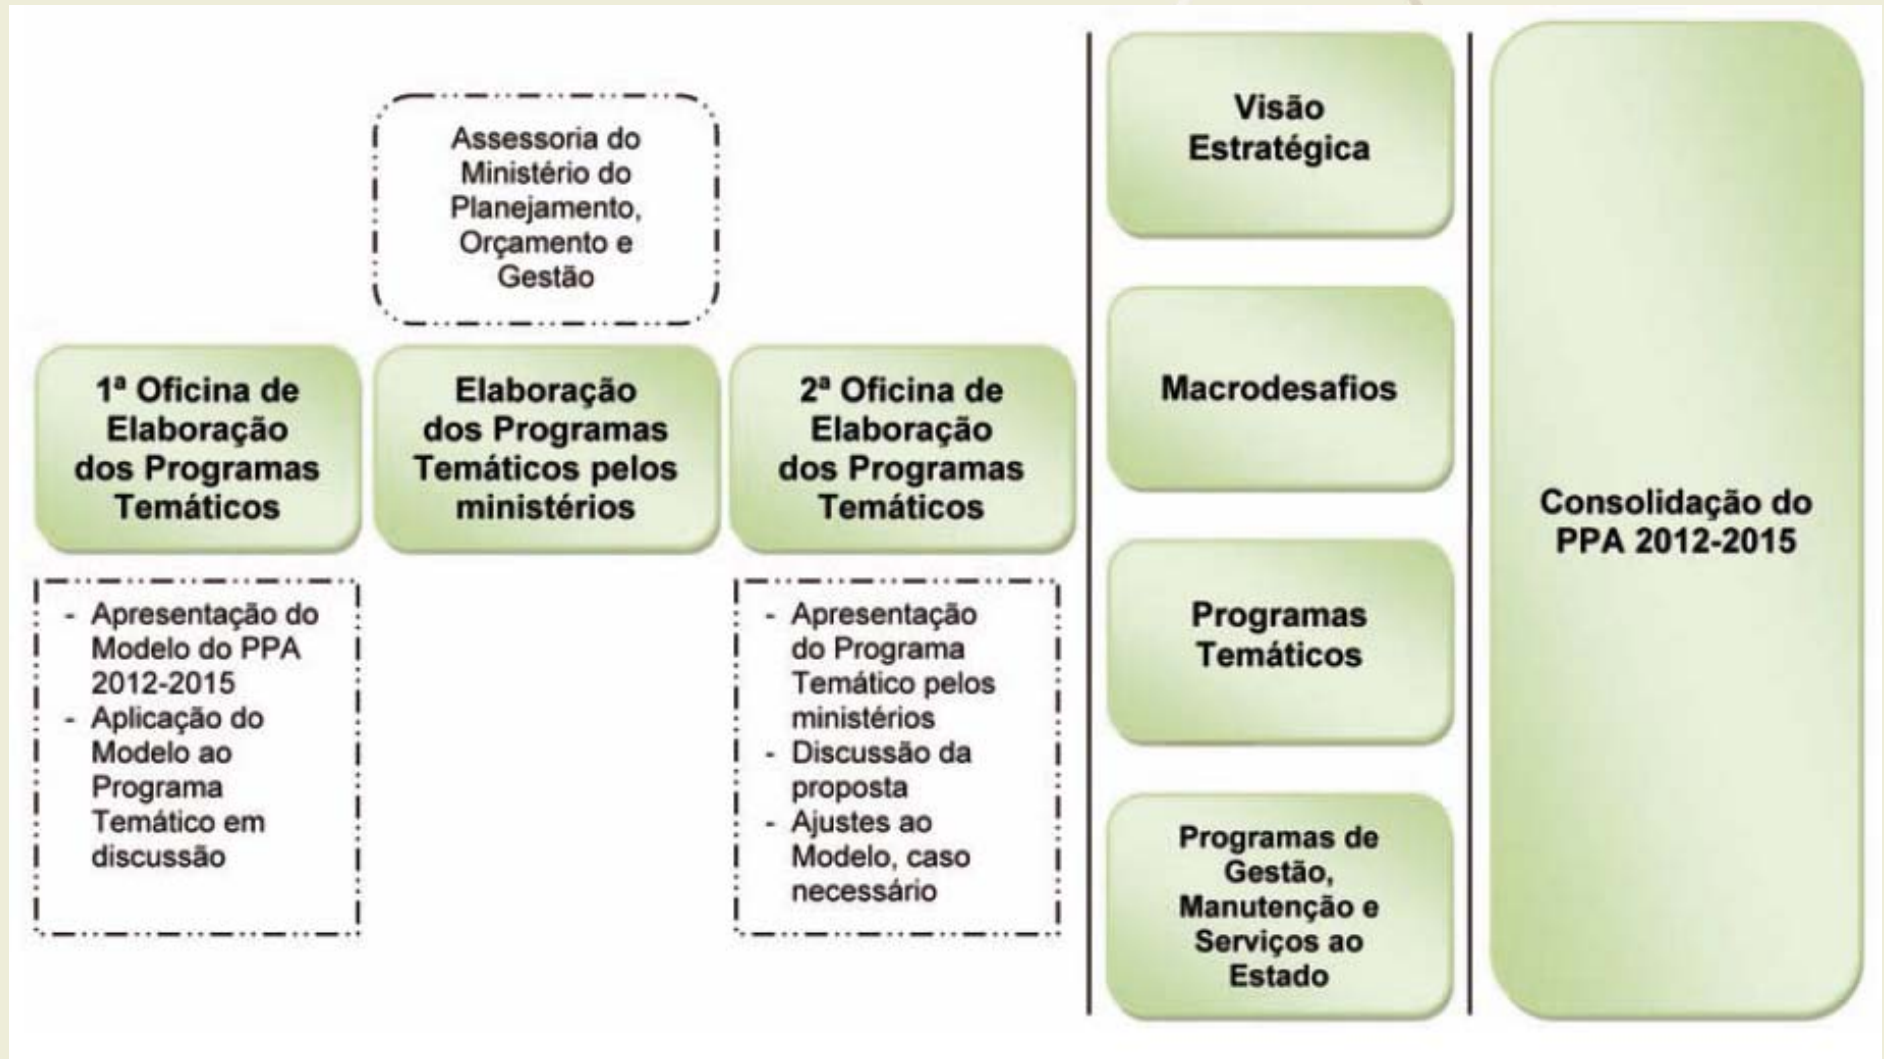 Assessoria do
Ministério do
Planejamento,
Orçamento e
Gestão
1ª Oficina de
Elaboração
dos Programas
Temáticos
- Apresentação do
Modelo do PPA
2012-2015
- Aplicação do
Modelo ao
Programa
Temático em
discussão
Elaboração
dos Programas
Temáticos pelos
ministérios
2ª Oficina de
Elaboração
dos Programas
Temáticos
- Apresentação
do Programa
Temático pelos
ministérios
- Discussão da
proposta
- Ajustes ao
Modelo, caso
necessário
Visão
Estratégica
Macrodesafios
Programas
Temáticos
Programas de
Gestão,
Manutenção e
Serviços ao
Estado
Consolidação do
PPA 2012-2015